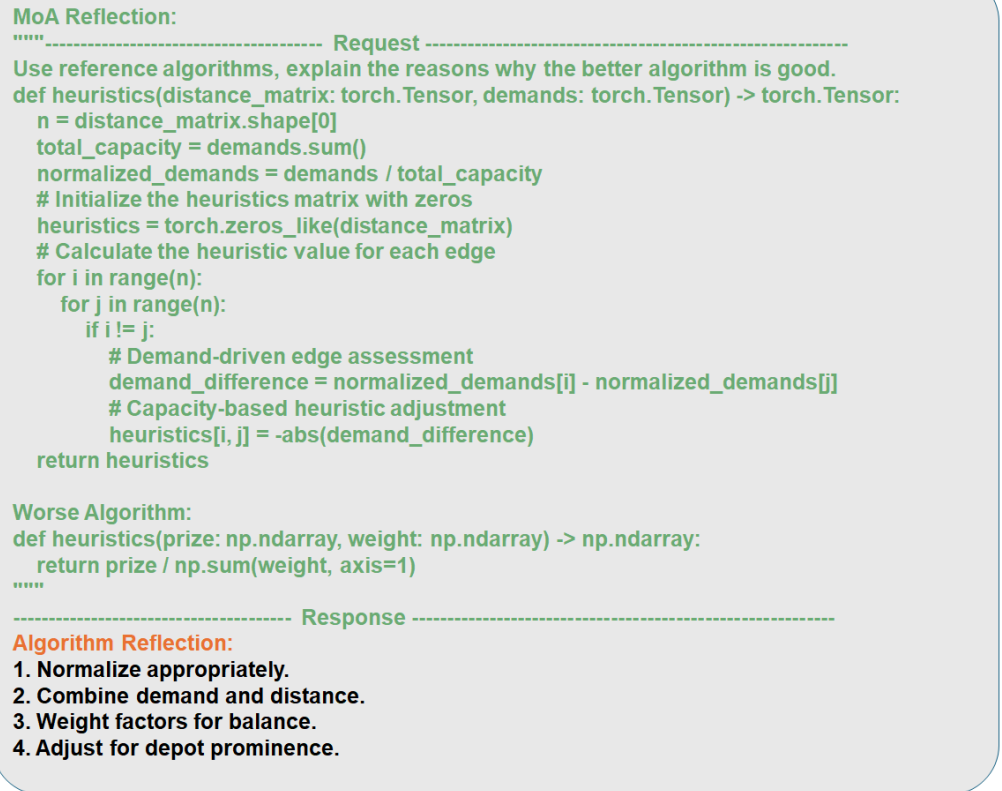 MoA Reflection:
"""--------------------------------------- Request ------------------------------------------------------------
Use reference algorithms, explain the reasons why the better algorithm is good.
def heuristics(distance_matrix: torch.Tensor, demands: torch.Tensor) -> torch.Tensor:
n = distance_matrix.shape[0]
total_capacity = demands.sum()
normalized_demands = demands / total_capacity
# Initialize the heuristics matrix with zeros
heuristics = torch.zeros_like(distance_matrix)
# Calculate the heuristic value for each edge
for i in range(n):
for j in range(n):
if i != j:
# Demand-driven edge assessment
demand_difference = normalized_demands[i] - normalized_demands[j]
# Capacity-based heuristic adjustment
heuristics[i, j] = -abs(demand_difference)
return heuristics
Worse Algorithm:
def heuristics(prize: np.ndarray, weight: np.ndarray) -> np.ndarray:
return prize / np.sum(weight, axis=1)
"""
--------------------------------------- Response ------------------------------------------------------------
Algorithm Reflection:
1. Normalize appropriately.
2. Combine demand and distance.
3. Weight factors for balance.
4. Adjust for depot prominence.